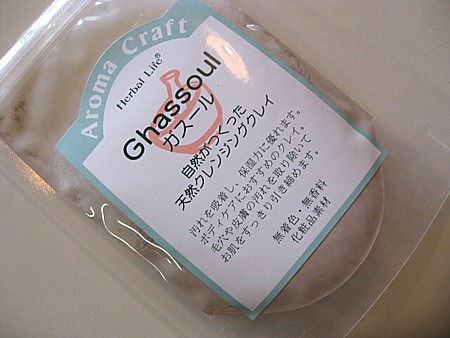 Aroma Craft
Herbal Life®
Ghassoul
ガスール
自然がつくった
天然クレンジングクレイ
汚れを吸着し、保湿力に優れます。
ボディケアにおすすめのクレイ。
毛穴や皮膚の汚れを取り除いて
お肌をすっきり引き締めます。
無着色・無香料
化粧品素材